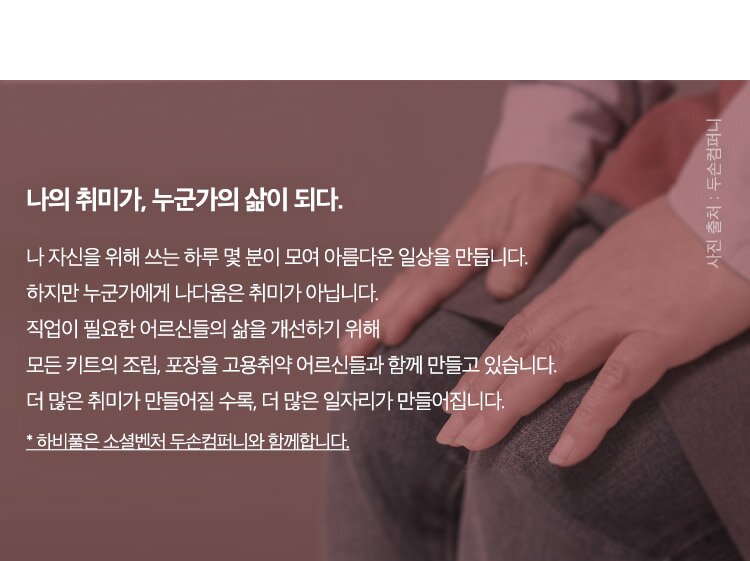 나의 취미가, 누군가의 삶이 되다.
나 자신을 위해 쓰는 하루 몇 분이 모여 아름다운 일상을 만듭니다.
하지만 누군가에게 나다움은 취미가 아닙니다.
직업이 필요한 어르신들의 삶을 개선하기 위해
모든 키트의 조립, 포장을 고용취약 어르신들과 함께 만들고 있습니다.
더 많은 취미가 만들어질 수록, 더 많은 일자리가 만들어집니다.
* 하비풀은 소셜벤처 두손컴퍼니와 함께합니다.
사진 출처 : 두손컴퍼니